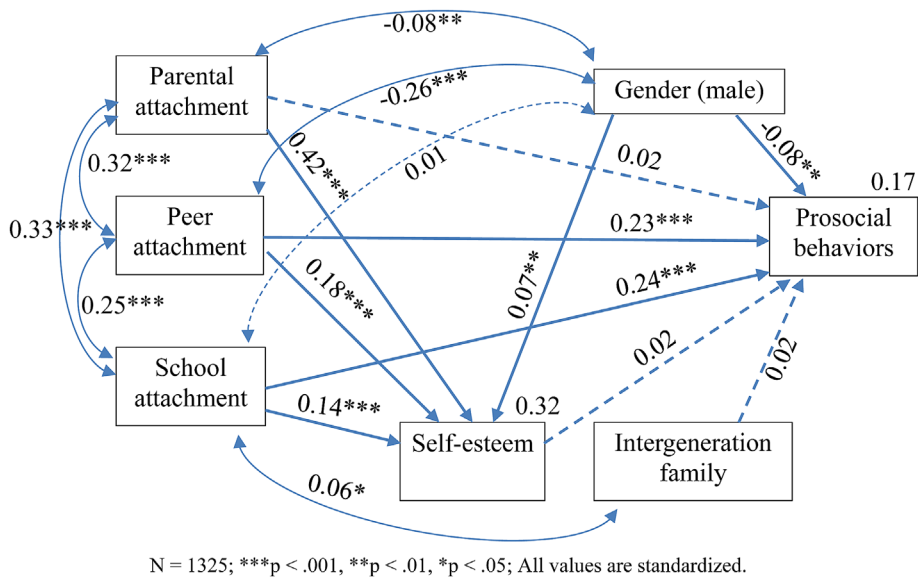 -0.08**
Parental
attachment
Gender (male)
-0.26***
0.01
0.42***
0.02
-0.08**
0.17
0.32***
0.33***
Peer
attachment
0.23***
Prosocial
behaviors
0.18***
0.07**
0.24***
0.25***
0.02
0.02
School
attachment
0.14***
0.32
Self-esteem
Intergeneration
family
0.06*
N = 1325; ***p < .001, **p < .01, *p < .05; All values are standardized.